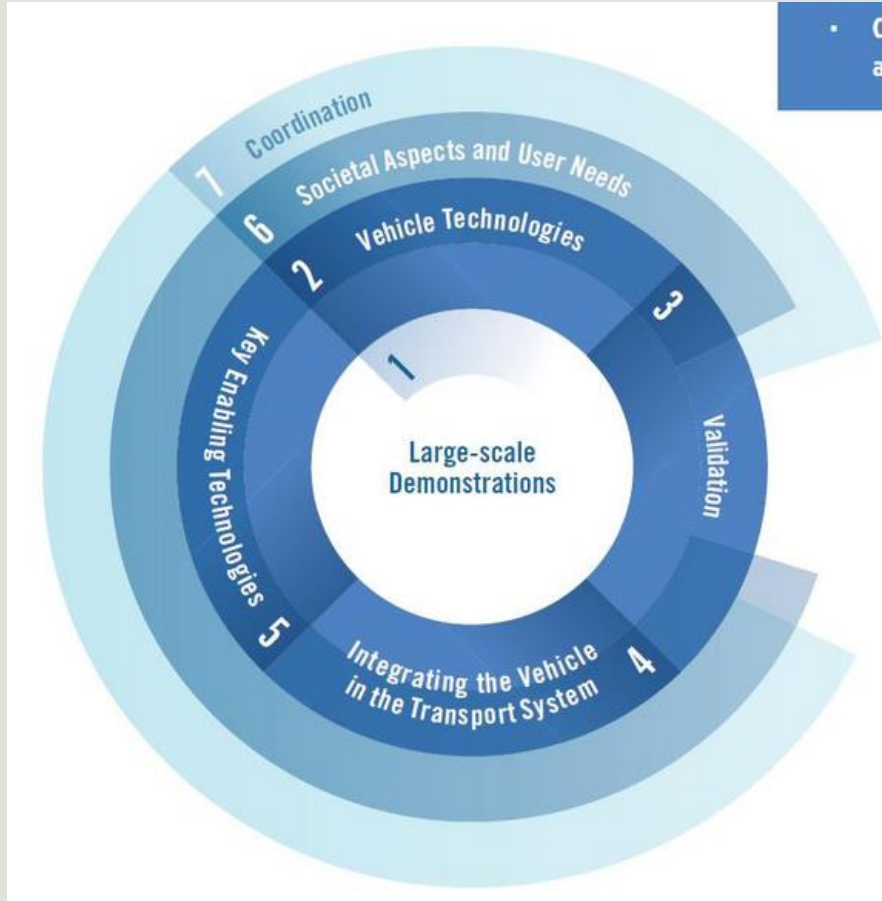 7 Coordination
6 Societal Aspects and User Needs
2 Vehicle Technologies
1
Large-scale
Demonstrations
3 Validation
4 Integrating the Vehicle
in the Transport System
5 Key Enabling Technologies